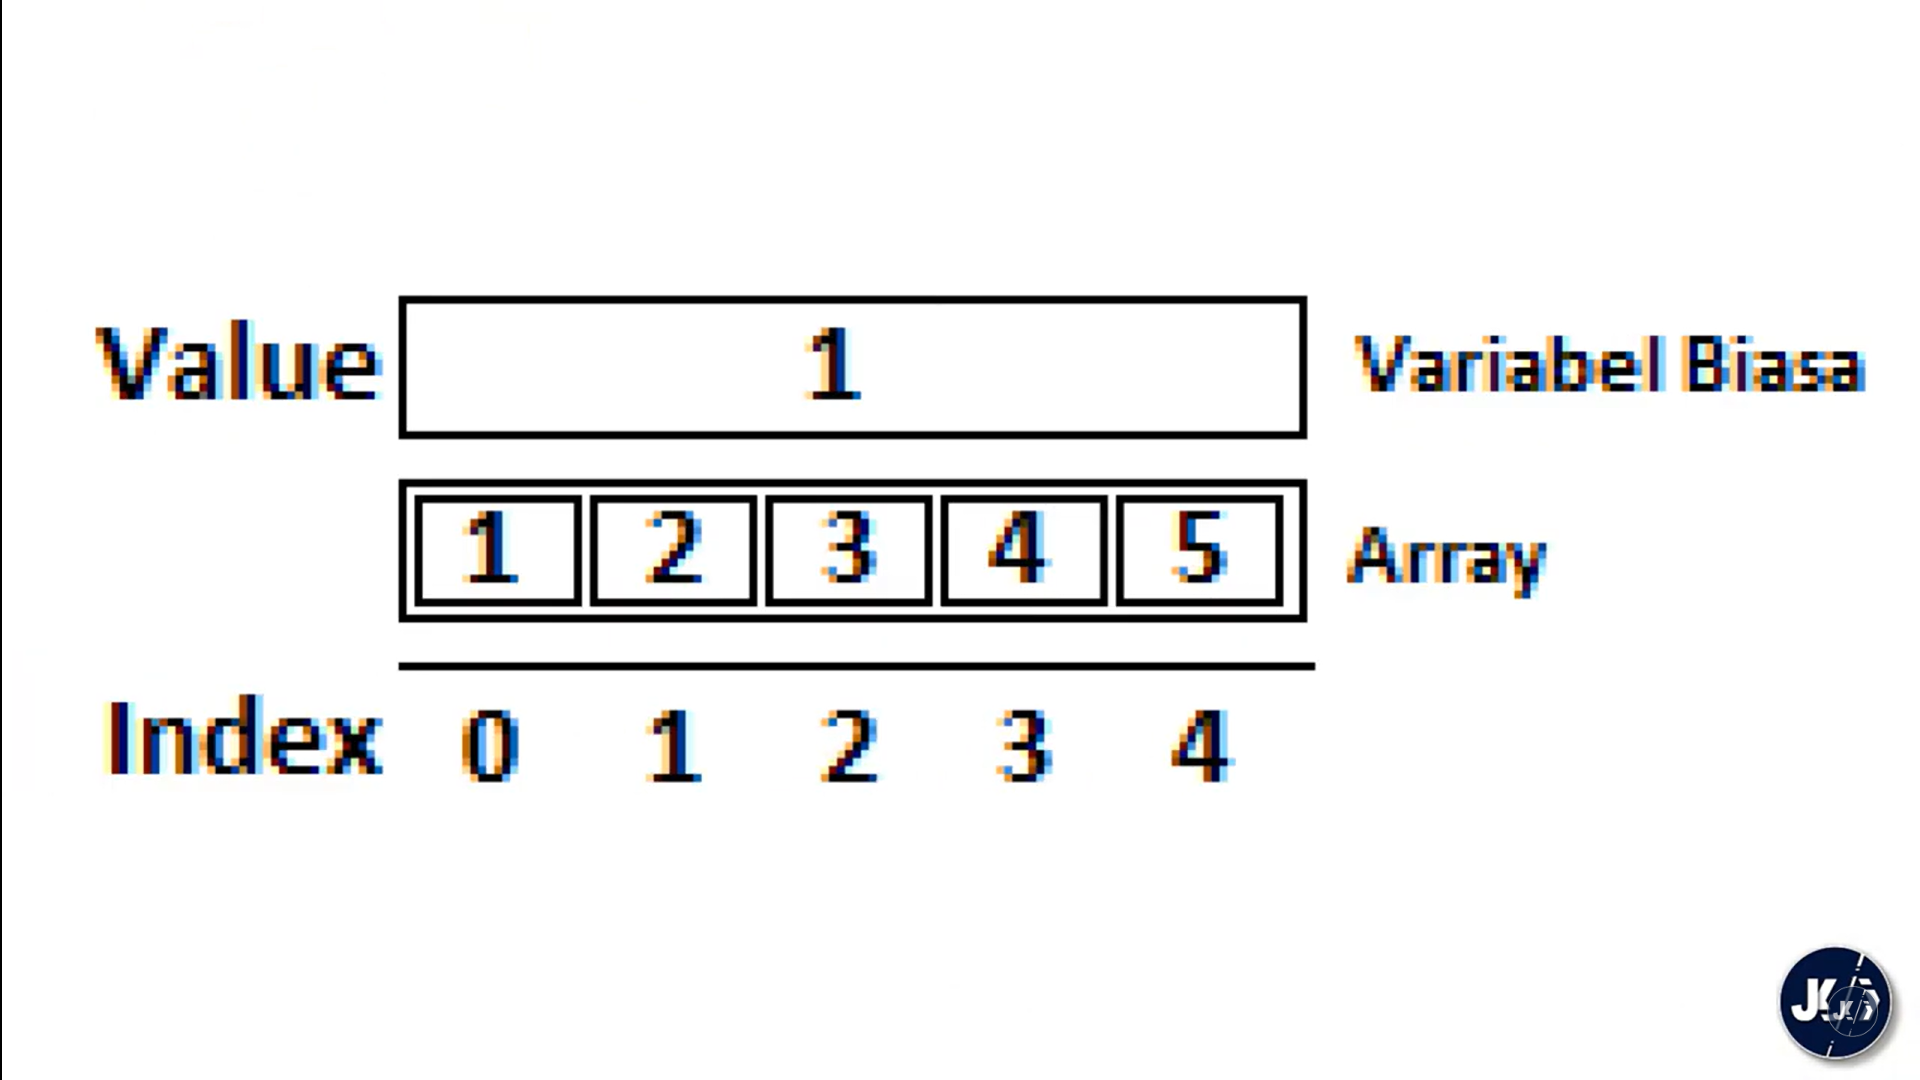 Value 1 Variabel Biasa
1 2 3 4 5 Array
Index 0 1 2 3 4